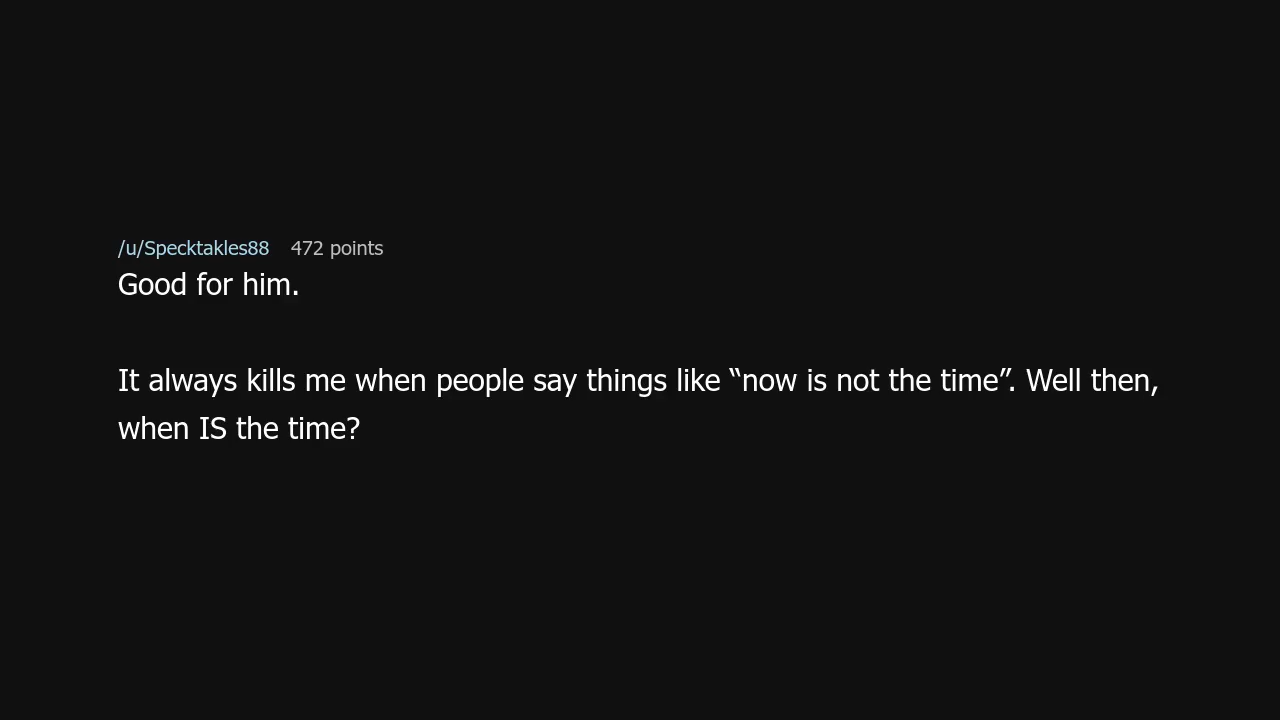 /u/Specktakles88 472 points
Good for him.
It always kills me when people say things like “now is not the time”. Well then,
when IS the time?